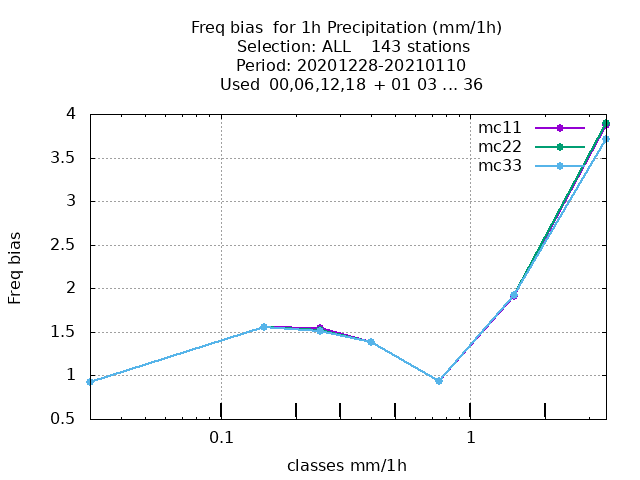 Freq bias  for 1h Precipitation (mm/1h)
Selection: ALL    143 stations
Period: 20201228-20210110
Used  00,06,12,18  + 01 03 ... 36
mc11
mc22
mc33
4
3.5
3
2.5
2
1.5
1
0.5
Freq bias
0.1
1
classes mm/1h